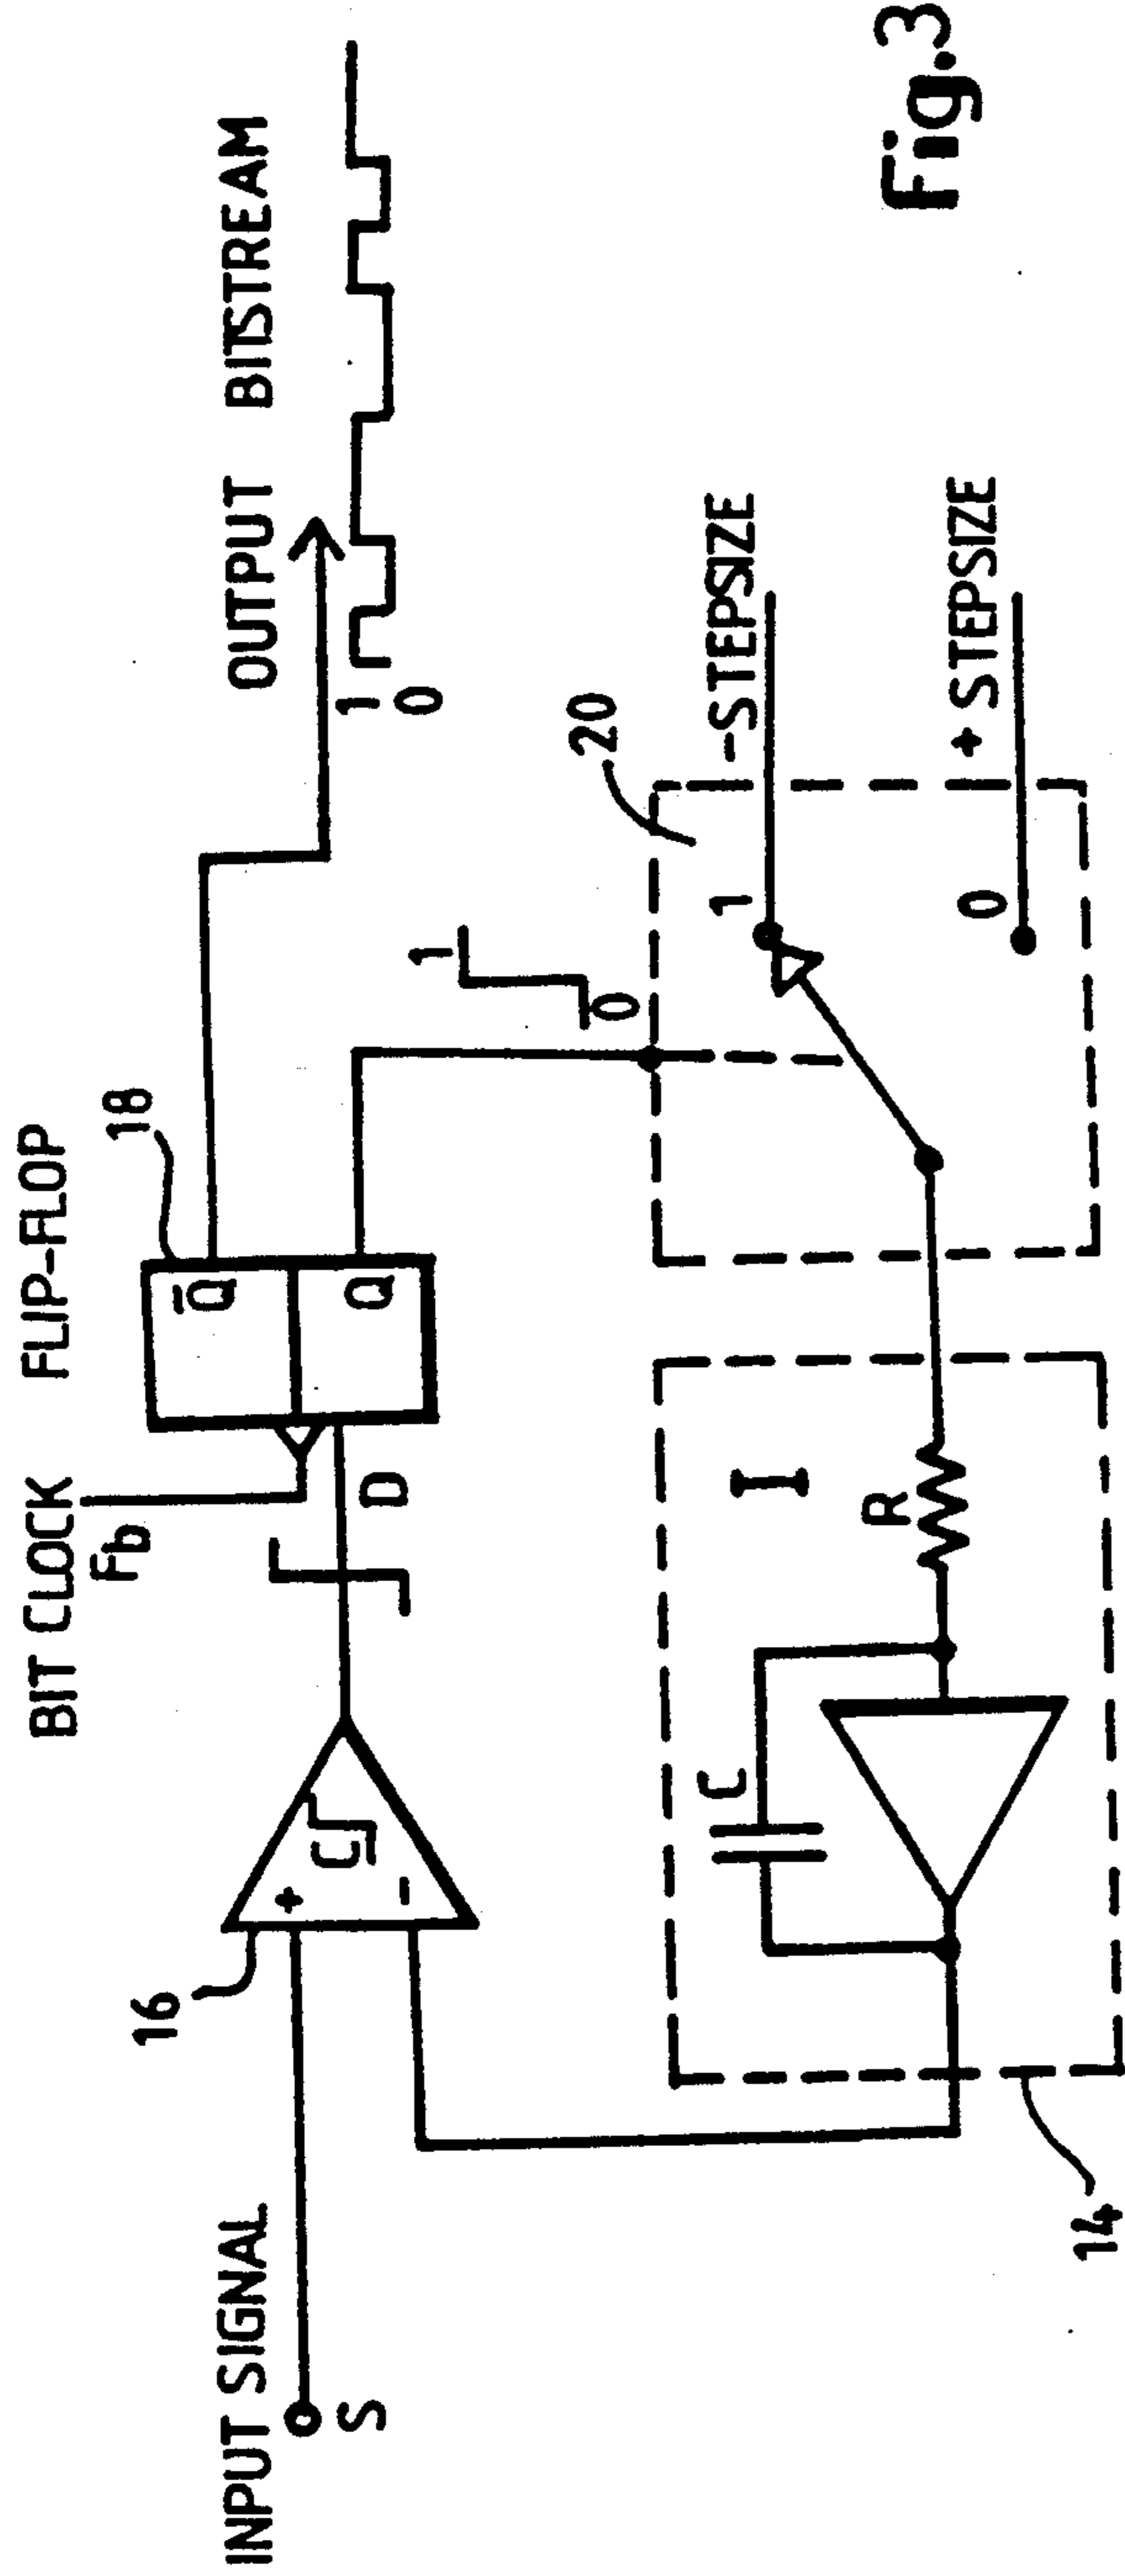 BIT CLOCK
Fb
FLIP-FLOP
18
OUTPUT BITSTREAM
1
0
INPUT SIGNAL
S
16
+
-
C
D
Q̄
Q
1
0
20
1
-STEPSIZE
0
+ STEPSIZE
I
R
C
14
Fig.3